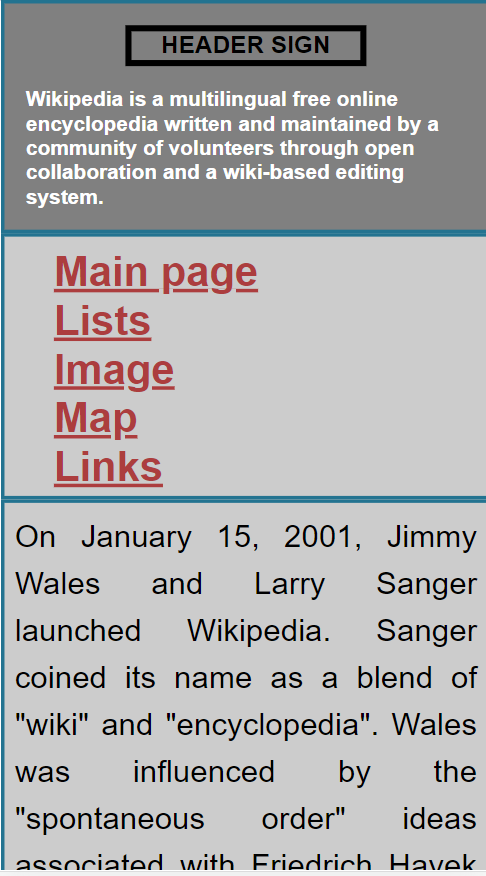 HEADER SIGN
Wikipedia is a multilingual free online
encyclopedia written and maintained by a
community of volunteers through open
collaboration and a wiki-based editing
system.
Main page
Lists
Image
Map
Links
On January 15, 2001, Jimmy
Wales and Larry Sanger
launched Wikipedia. Sanger
coined its name as a blend of
"wiki" and "encyclopedia". Wales
was influenced by the
"spontaneous order" ideas
associated with Friedrich Hayek